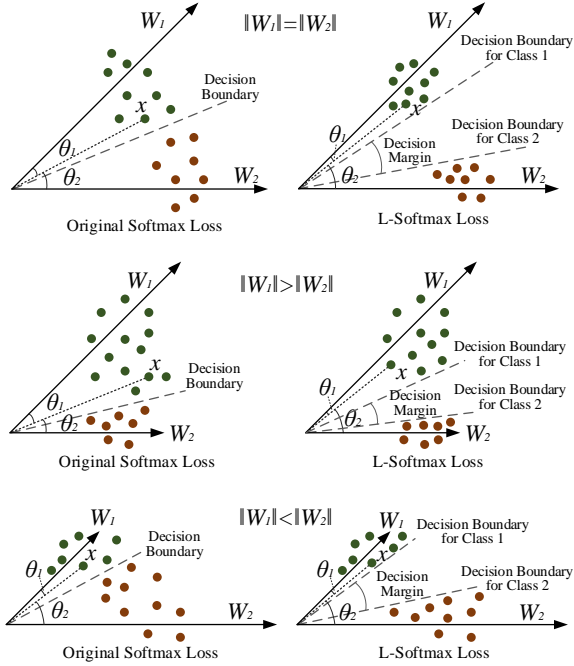 ‖W1‖=‖W2‖
W1
Decision
Boundary
x
θ1
θ2
W2
Original Softmax Loss
W1
Decision Boundary
for Class 1
x
θ1
Decision Boundary
for Class 2
Decision
Margin
θ2
W2
L-Softmax Loss
‖W1‖>‖W2‖
W1
x
Decision
Boundary
θ1
θ2
W2
Original Softmax Loss
W1
Decision Boundary
for Class 1
x
θ1
Decision Boundary
for Class 2
Decision
Margin
θ2
W2
L-Softmax Loss
‖W1‖<‖W2‖
W1
Decision
Boundary
x
θ1
θ2
W2
Original Softmax Loss
W1
Decision Boundary
for Class 1
x
θ1
Decision
Margin
Decision Boundary
for Class 2
θ2
W2
L-Softmax Loss